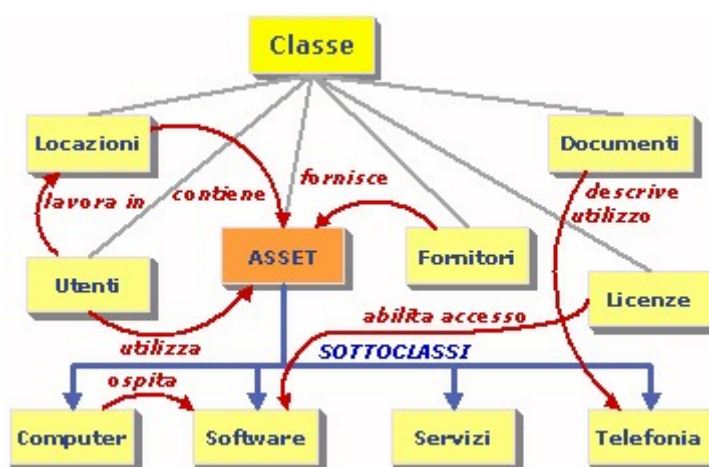 Classe
Locazioni
Documenti
lavora in
contiene
fornisce
descrive
utilizzo
Utenti
ASSET
Fornitori
Licenze
utilizza
abilita accesso
SOTTOCLASSI
ospita
Computer
Software
Servizi
Telefonia